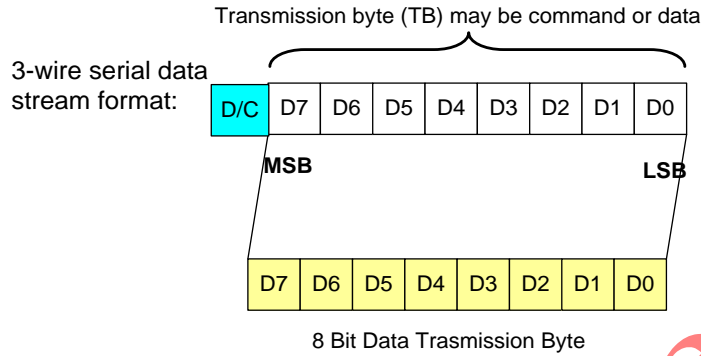 Transmission byte (TB) may be command or data
3-wire serial data
stream format:
D/C D7 D6 D5 D4 D3 D2 D1 D0
MSB LSB
D7 D6 D5 D4 D3 D2 D1 D0
8 Bit Data Trasmission Byte